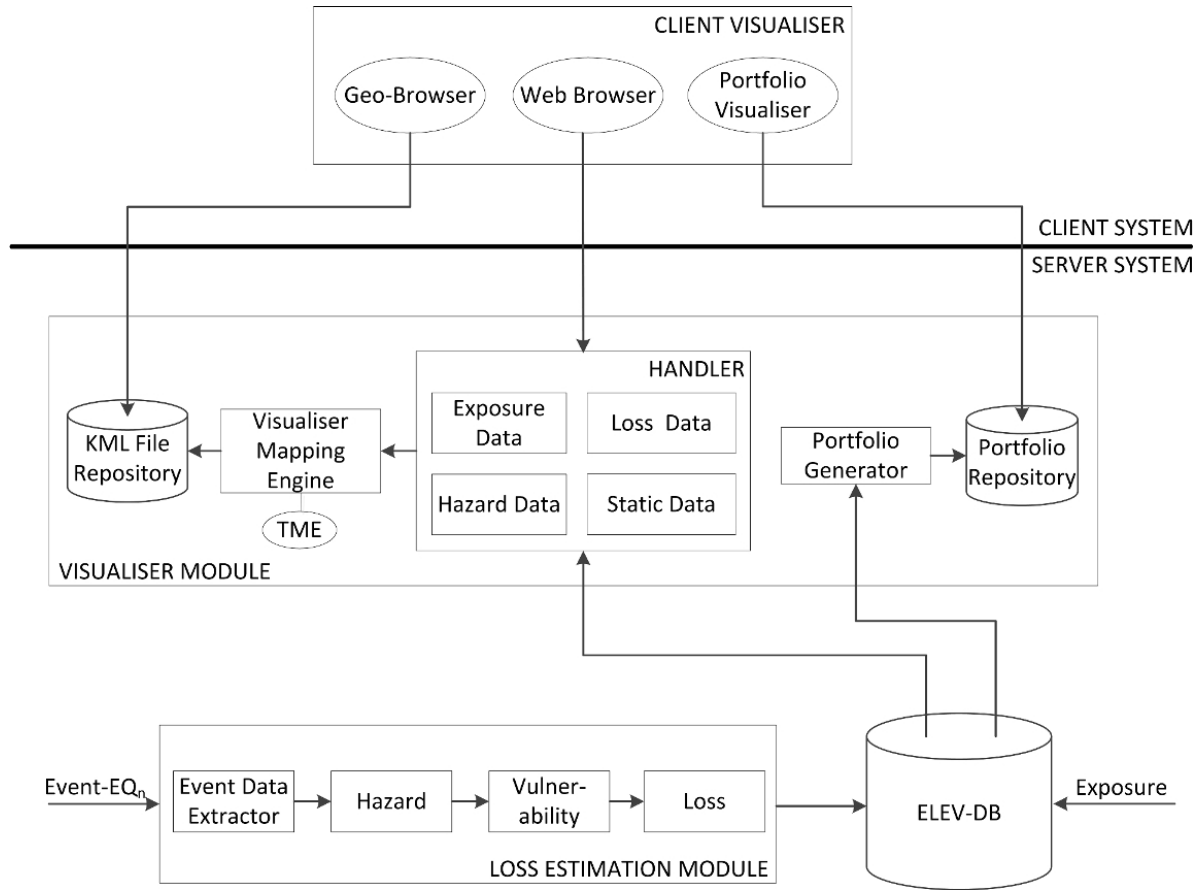 CLIENT VISUALISER
Geo-Browser
Web Browser
Portfolio
Visualiser
CLIENT SYSTEM
SERVER SYSTEM
HANDLER
KML File
Repository
Visualiser
Mapping
Engine
TME
Exposure
Data
Loss Data
Hazard Data
Static Data
Portfolio
Generator
Portfolio
Repository
VISUALISER MODULE
Event-EQn
Event Data
Extractor
Hazard
Vulner-
ability
Loss
LOSS ESTIMATION MODULE
ELEV-DB
Exposure